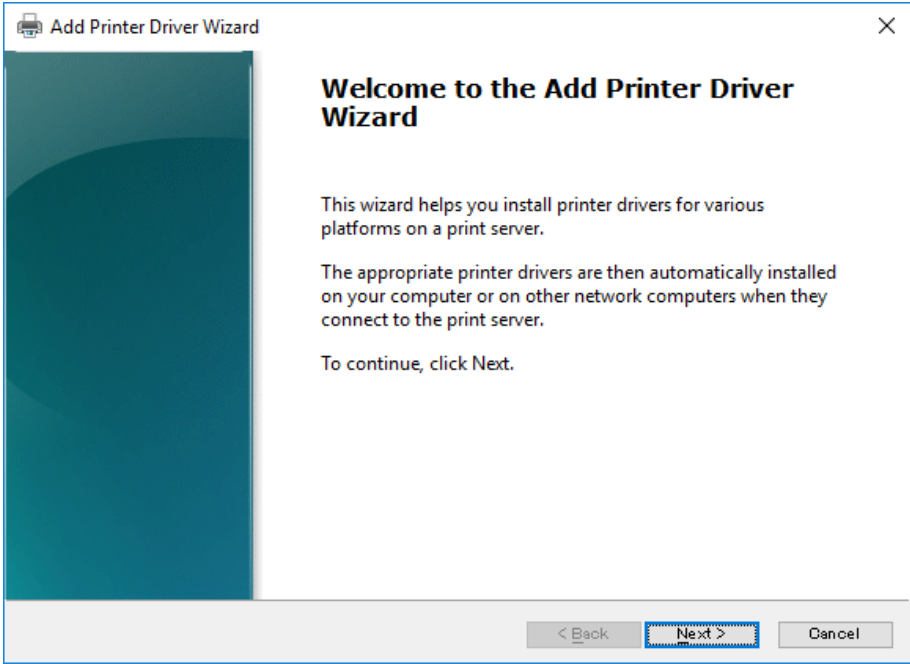 Add Printer Driver Wizard
Welcome to the Add Printer Driver
Wizard
This wizard helps you install printer drivers for various
platforms on a print server.
The appropriate printer drivers are then automatically installed
on your computer or on other network computers when they
connect to the print server.
To continue, click Next.
< Back Next > Cancel